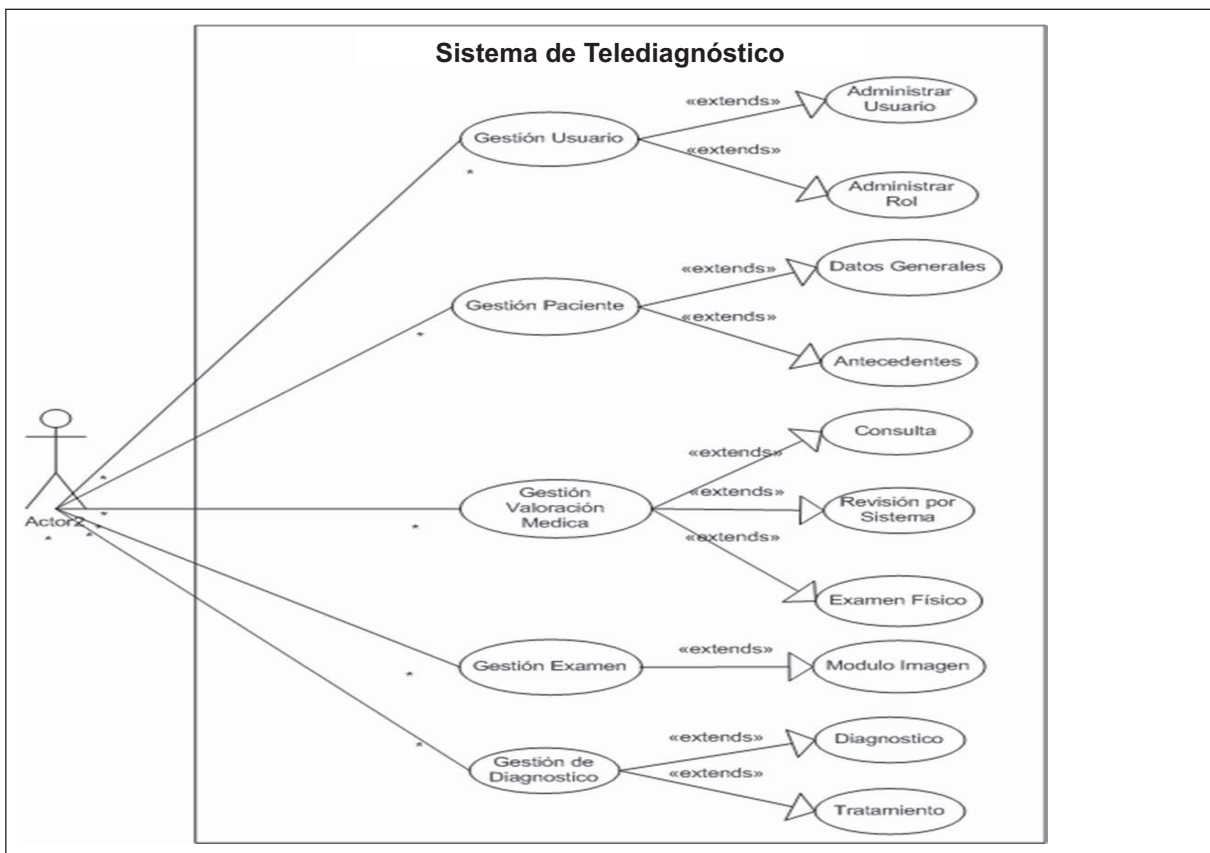 Sistema de Telediagnóstico
«extends»
Administrar
Usuario
Gestión Usuario
«extends»
*
Administrar
Rol
«extends»
Datos Generales
Gestión Paciente
«extends»
*
Antecedentes
Consulta
«extends»
*
Gestión
Valoración
Medica
«extends»
Revisión por
Sistema
Actor2
*
*
*
*
*
«extends»
Examen Físico
«extends»
Gestión Examen
Modulo Imagen
*
«extends»
Diagnostico
*
Gestión de
Diagnostico
«extends»
Tratamiento